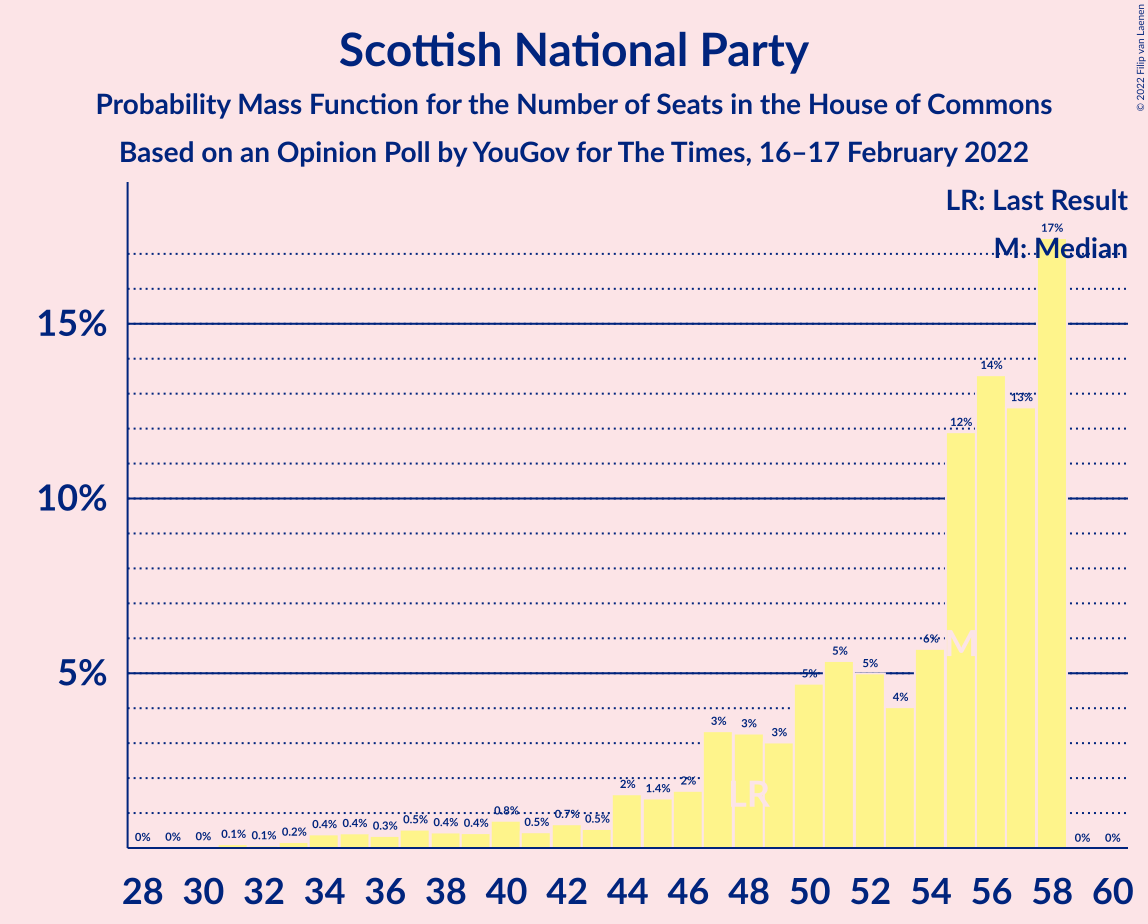 Scottish National Party
Probability Mass Function for the Number of Seats in the House of Commons
Based on an Opinion Poll by YouGov for The Times, 16–17 February 2022
© 2022 Filip van Laenen
LR: Last Result
M: Median
15%
10%
5%
0% 0% 0% 0.1% 0.1% 0.2% 0.4% 0.4% 0.3% 0.5% 0.4% 0.4% 0.8% 0.5% 0.7% 0.5% 2% 1.4% 2% 3% 3% 3% 5% 5% 5% 4% 6% 12% 14% 13% 17% 0% 0%
LR
M
28 30 32 34 36 38 40 42 44 46 48 50 52 54 56 58 60